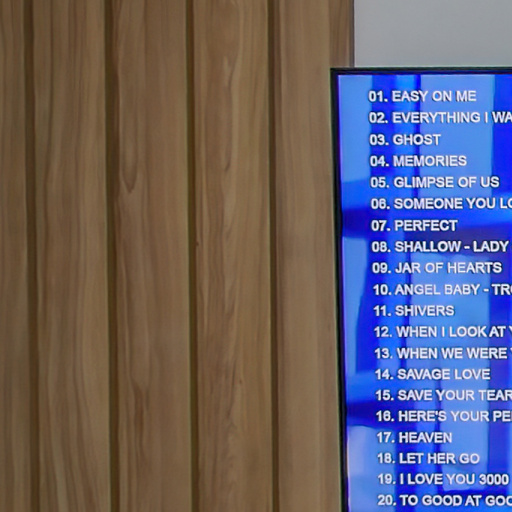 01. EASY ON ME
02. EVERYTHING I WA
03. GHOST
04. MEMORIES
05. GLIMPSE OF US
06. SOMEONE YOU LO
07. PERFECT
08. SHALLOW - LADY
09. JAR OF HEARTS
10. ANGEL BABY - TRO
11. SHIVERS
12. WHEN I LOOK AT Y
13. WHEN WE WERE Y
14. SAVAGE LOVE
15. SAVE YOUR TEAR
16. HERE'S YOUR PE
17. HEAVEN
18. LET HER GO
19. I LOVE YOU 3000
20. TO GOOD AT GOO